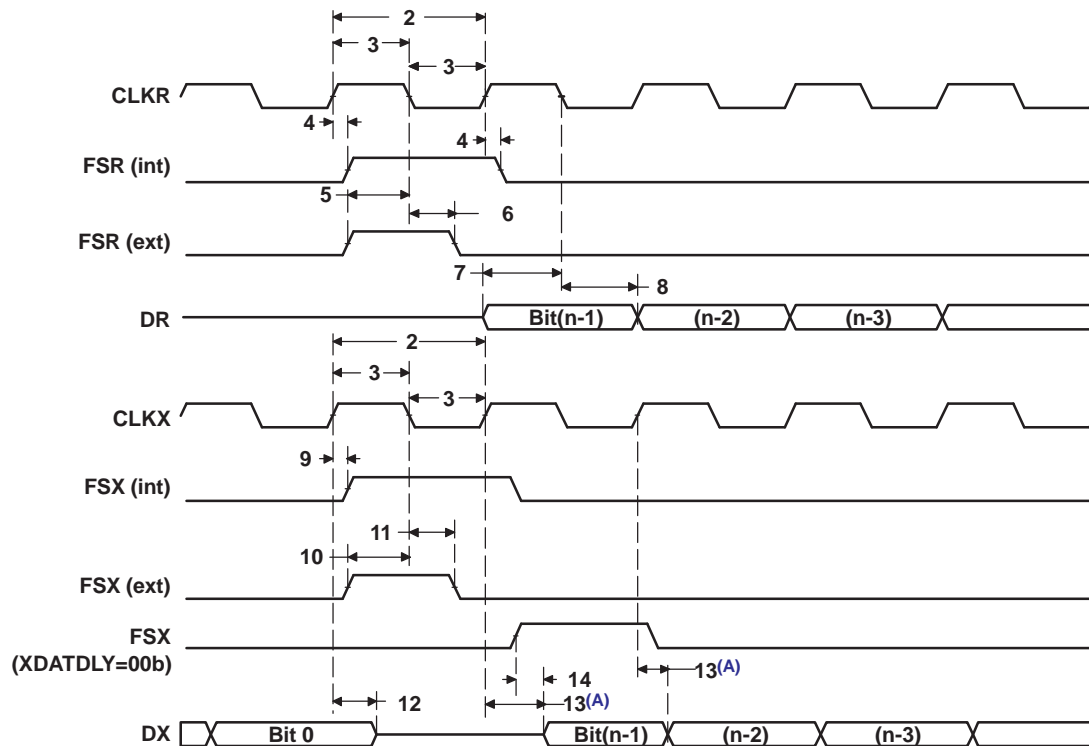 2
3
3
CLKR
4
4
FSR (int)
5
6
FSR (ext)
7
8
DR
Bit(n-1)
(n-2)
(n-3)
2
3
3
CLKX
9
FSX (int)
11
10
FSX (ext)
FSX
(XDATDLY=00b)
14
13(A)
12
13(A)
DX
Bit 0
Bit(n-1)
(n-2)
(n-3)